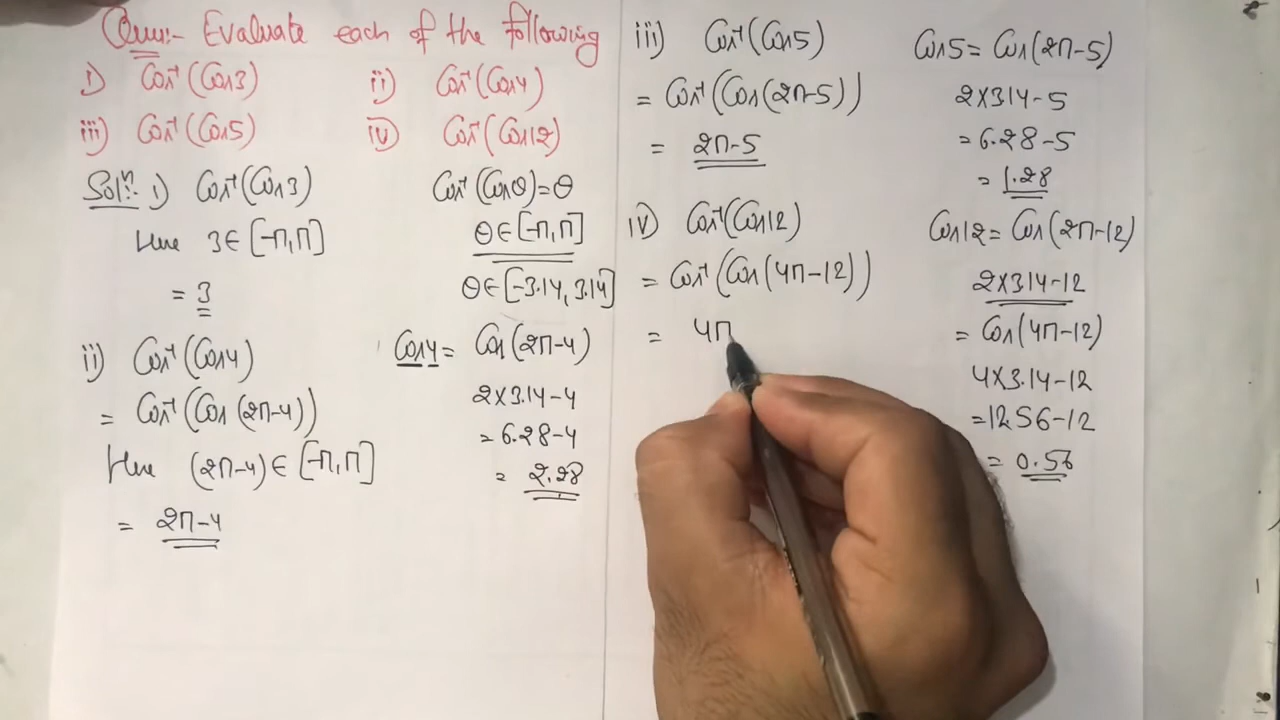 Ques:- Evaluate each of the following
i) Cos⁻¹(Cos3) ii) Cos⁻¹(Cos4)
iii) Cos⁻¹(Cos5) iv) Cos⁻¹(Cos12)
Solⁿ:- i) Cos⁻¹(Cos3)
Here 3∈[-π,π]
= 3
Cos⁻¹(Cosθ)=θ
θ∈[-π,π]
θ∈[-3.14, 3.14]
ii) Cos⁻¹(Cos4)
= Cos⁻¹(Cos(2π-4))
Here (2π-4)∈[-π,π]
= 2π-4
Cos4 = Cos(2π-4)
2×3.14-4
= 6.28-4
= 2.28
iii) Cos⁻¹(Cos5)
= Cos⁻¹(Cos(2π-5))
= 2π-5
Cos5 = Cos(2π-5)
2×3.14-5
= 6.28-5
= 1.28
iv) Cos⁻¹(Cos12)
= Cos⁻¹(Cos(4π-12))
= 4π
Cos12 = Cos(2π-12)
2×3.14-12
= Cos(4π-12)
4×3.14-12
= 12.56-12
= 0.56